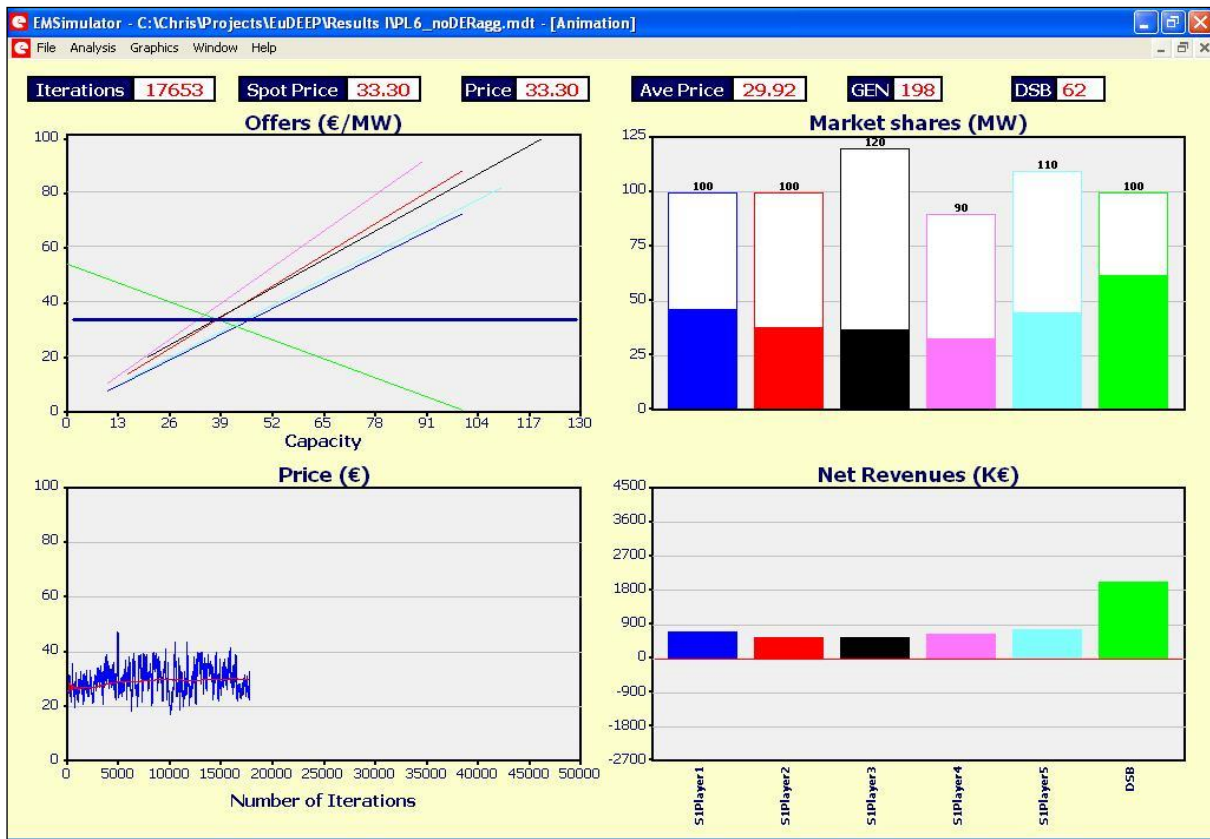 EMSimulator - C:\Chris\Projects\EuDEEP\Results I\PL6_noDERagg.mdt - [Animation]
File Analysis Graphics Window Help
Iterations 17653 Spot Price 33.30 Price 33.30 Ave Price 29.92 GEN 198 DSB 62
Offers (€/MW)
100
80
60
40
20
0
0 13 26 39 52 65 78 91 104 117 130
Capacity
Market shares (MW)
125
100
75
50
25
0
100 100 120 90 110 100
Price (€)
100
80
60
40
20
0
0 5000 10000 15000 20000 25000 30000 35000 40000 45000 50000
Number of Iterations
Net Revenues (K€)
4500
3600
2700
1800
900
0
-900
-1800
-2700
S1Player1
S1Player2
S1Player3
S1Player4
S1Player5
DSB